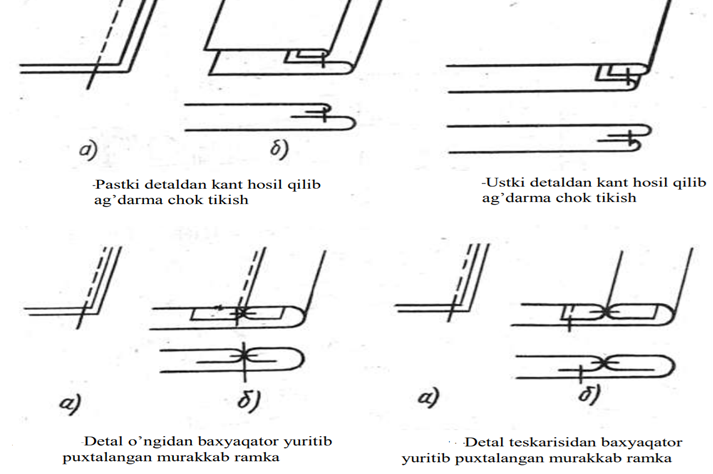 а)
б)
-Pastki detaldan kant hosil qilib
ag’darma chok tikish
-Ustki detaldan kant hosil qilib
ag’darma chok tikish
а)
б)
а)
б)
-Detal o’ngidan baxyaqator yuritib
puxtalangan murakkab ramka
-Detal teskarisidan baxyaqator
yuritib puxtalangan murakkab ramka